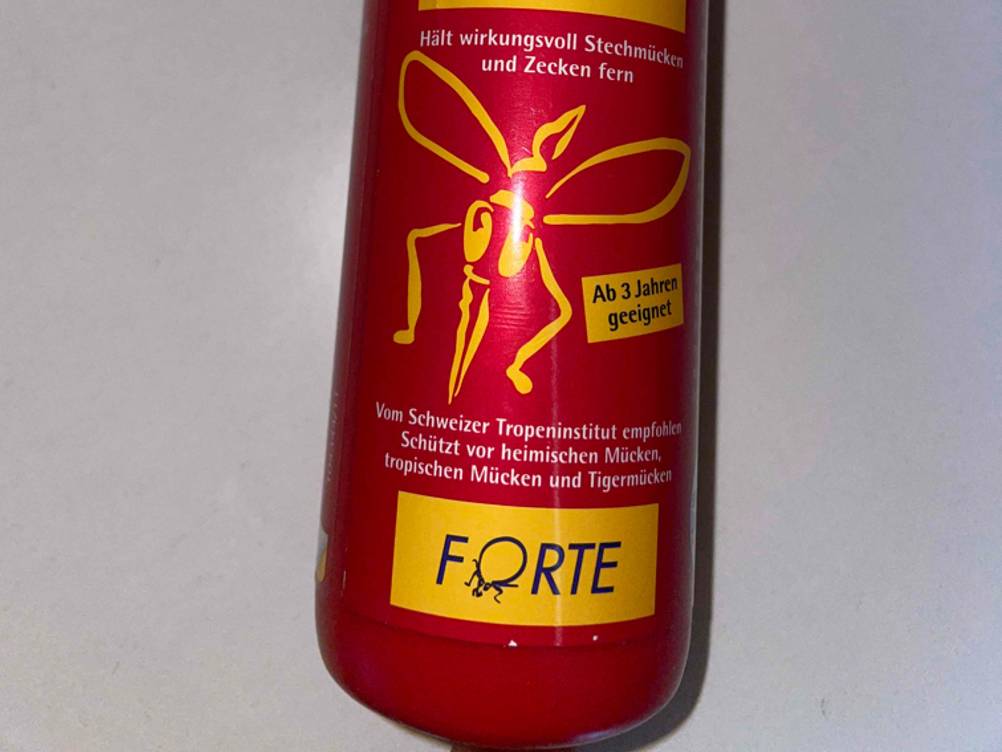 Hält wirkungsvoll Stechmücken
und Zecken fern
Ab 3 Jahren
geeignet
Vom Schweizer Tropeninstitut empfohlen
Schützt vor heimischen Mücken,
tropischen Mücken und Tigermücken
FORTE